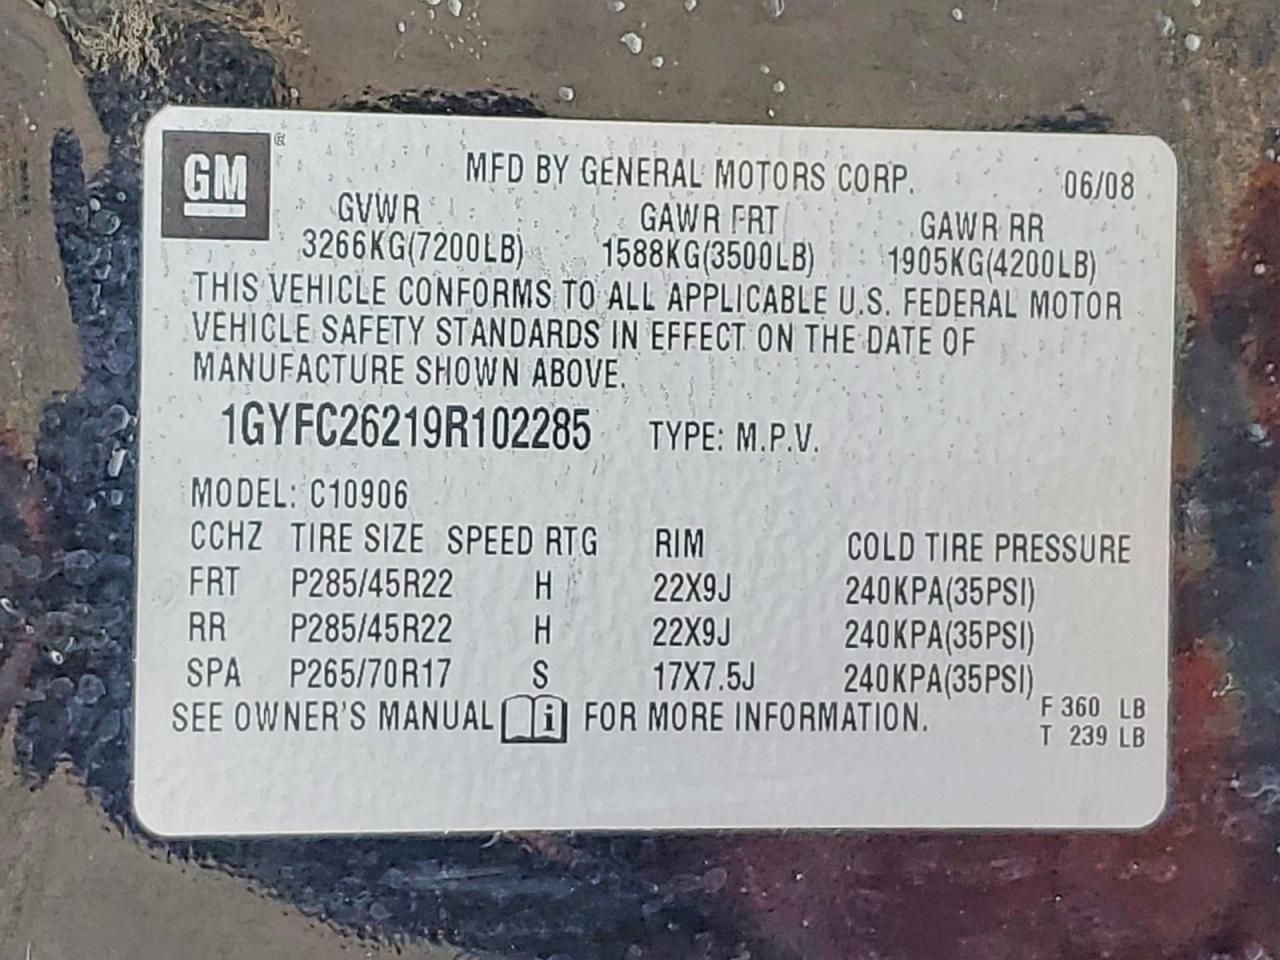 GM
MFD BY GENERAL MOTORS CORP. 06/08
GVWR GAWR FRT GAWR RR
3266KG(7200LB) 1588KG(3500LB) 1905KG(4200LB)
THIS VEHICLE CONFORMS TO ALL APPLICABLE U.S. FEDERAL MOTOR
VEHICLE SAFETY STANDARDS IN EFFECT ON THE DATE OF
MANUFACTURE SHOWN ABOVE.
1GYFC26219R102285 TYPE: M.P.V.
MODEL: C10906
CCHZ TIRE SIZE SPEED RTG RIM COLD TIRE PRESSURE
FRT P285/45R22 H 22X9J 240KPA(35PSI)
RR P285/45R22 H 22X9J 240KPA(35PSI)
SPA P265/70R17 S 17X7.5J 240KPA(35PSI)
SEE OWNER'S MANUAL i FOR MORE INFORMATION.
F 360 LB
T 239 LB